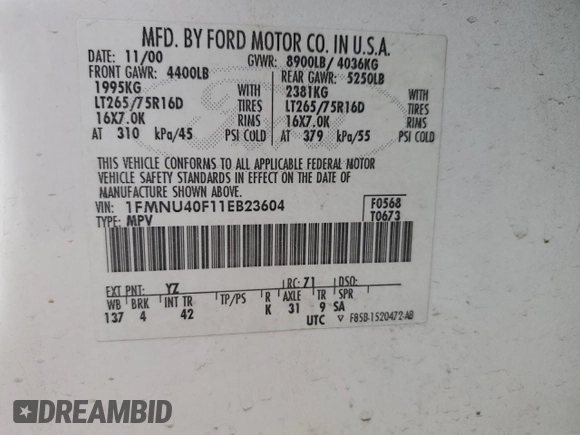 MFD. BY FORD MOTOR CO. IN U.S.A.
DATE: 11/00 GVWR: 8900LB/ 4036KG
FRONT GAWR: 4400LB REAR GAWR: 5250LB
1995KG WITH 2381KG WITH
LT265/75R16D TIRES LT265/75R16D TIRES
16X7.0K RIMS 16X7.0K RIMS
AT 310 kPa/45 PSI COLD AT 379 kPa/55 PSI COLD
THIS VEHICLE CONFORMS TO ALL APPLICABLE FEDERAL MOTOR
VEHICLE SAFETY STANDARDS IN EFFECT ON THE DATE OF
MANUFACTURE SHOWN ABOVE.
VIN: 1FMNU40F11EB23604 F0568
TYPE: MPV T0673
EXT PNT: YZ RC: 71 DSO:
WB BRK INT TR TP/PS R AXLE TR SPR
137 4 42 K 31 9 SA
UTC ▽ F85B-1520472-AB
DREAMBID